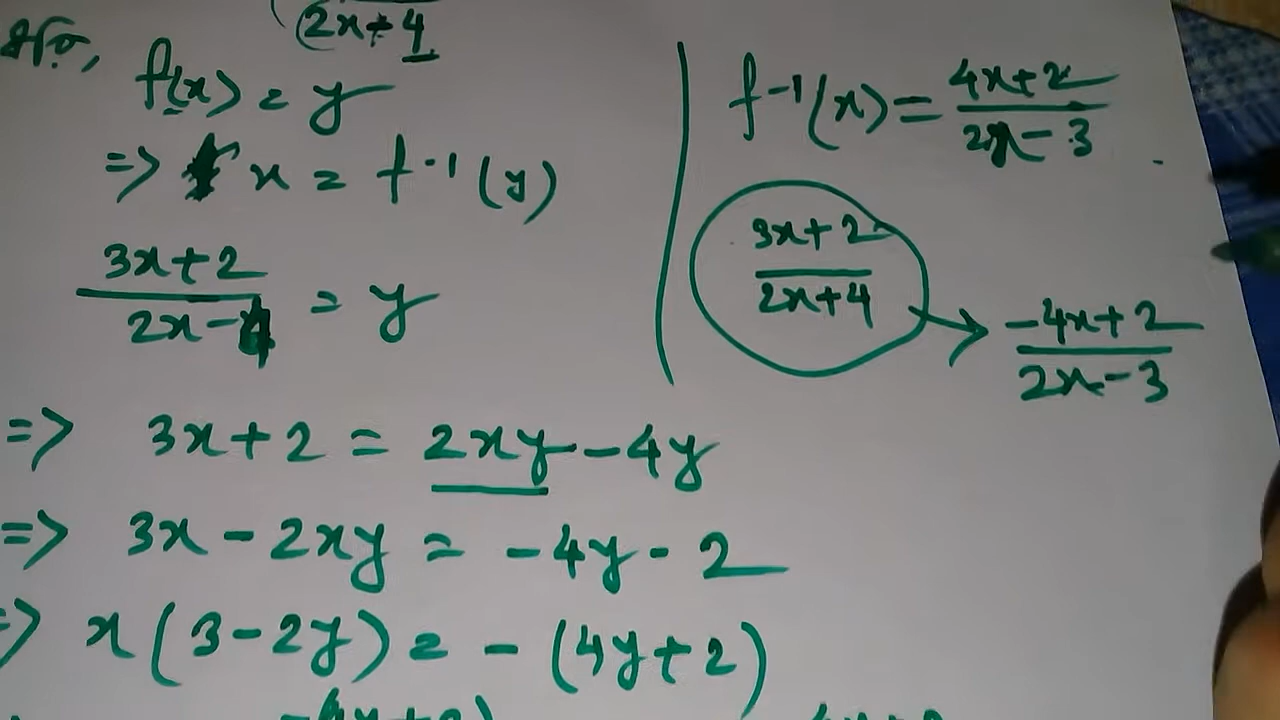 2x+4
ধরি,
f(x) = y
=> x = f⁻¹(y)
3x+2
2x-4
= y
=> 3x+2 = 2xy-4y
=> 3x - 2xy = -4y - 2
=> x(3-2y) = -(4y+2)
f⁻¹(x) = 4x+2
2x-3
3x+2
2x+4
-4x+2
2x-3